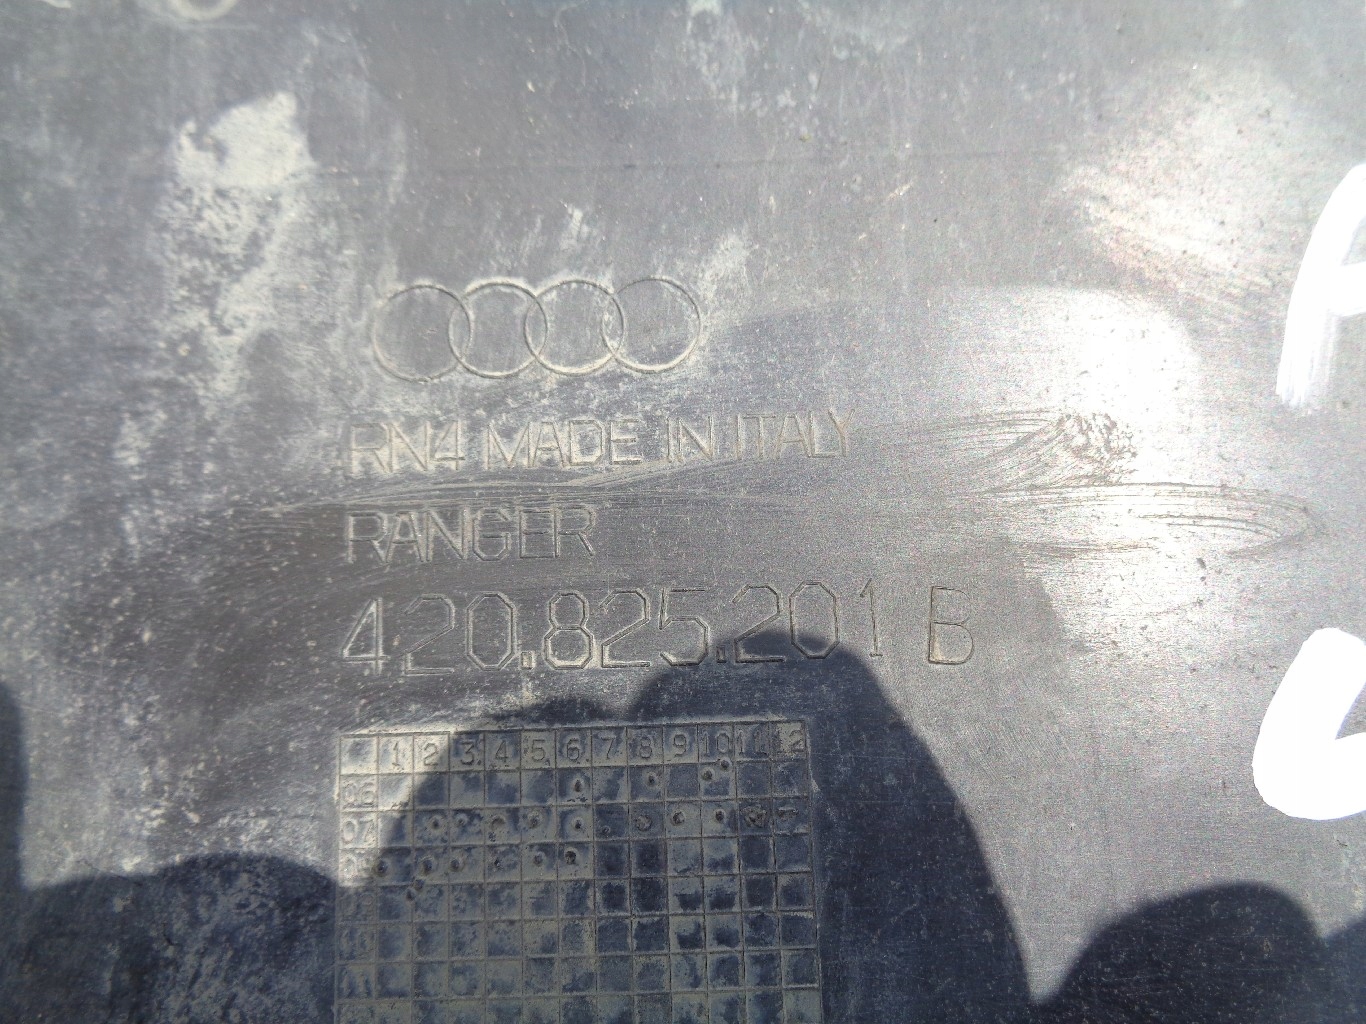 RN4 MADE IN ITALY
RANGER
420.825.201 B
1 2 3 4 5 6 7 8 9 10 11 12
06
07